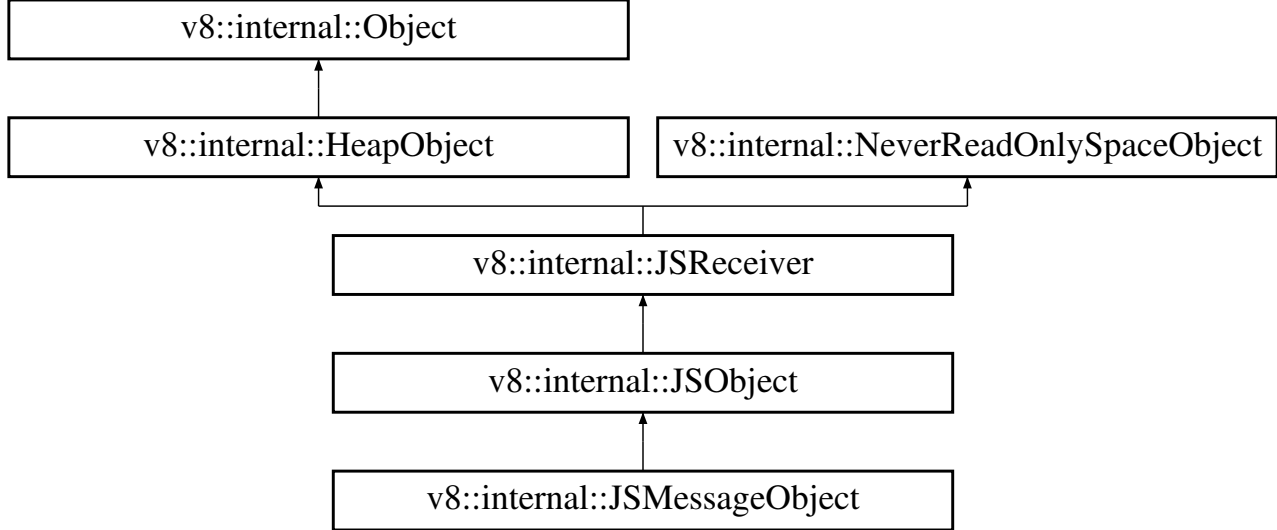 v8::internal::Object
v8::internal::HeapObject
v8::internal::NeverReadOnlySpaceObject
v8::internal::JSReceiver
v8::internal::JSObject
v8::internal::JSMessageObject